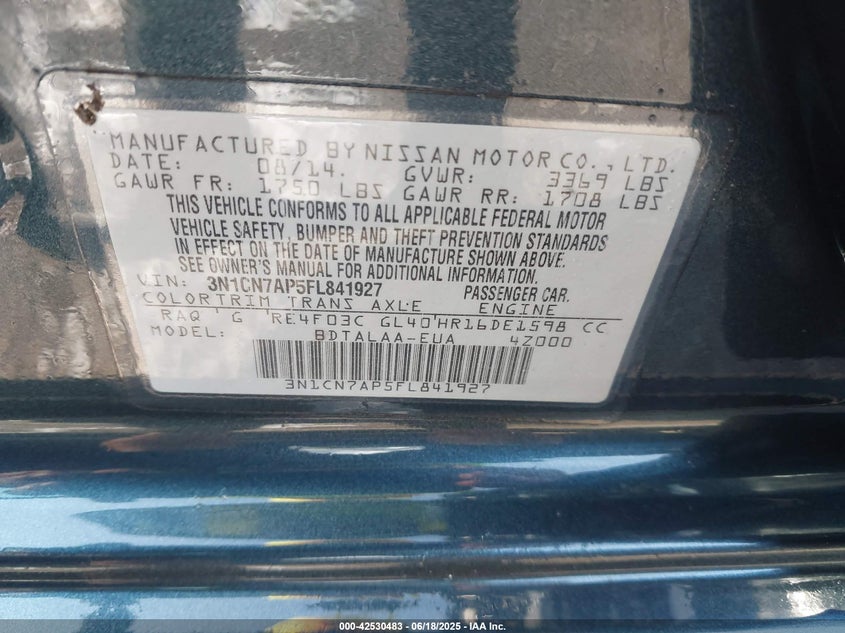 MANUFACTURED BY NISSAN MOTOR CO., LTD.
DATE: 08/14. GVWR: 3369 LBS
GAWR FR: 1750 LBS GAWR RR: 1708 LBS
THIS VEHICLE CONFORMS TO ALL APPLICABLE FEDERAL MOTOR
VEHICLE SAFETY, BUMPER AND THEFT PREVENTION STANDARDS
IN EFFECT ON THE DATE OF MANUFACTURE SHOWN ABOVE.
SEE OWNER'S MANUAL FOR ADDITIONAL INFORMATION.
VIN: 3N1CN7AP5FL841927 PASSENGER CAR.
COLOR TRIM TRANS AXLE ENGINE
RAQ G RE4F03C GL40 HR16DE1598 CC
MODEL: BDTALAA-EUA 4Z000
3N1CN7AP5FL841927
000-42530483 - 06/18/2025 - IAA Inc.